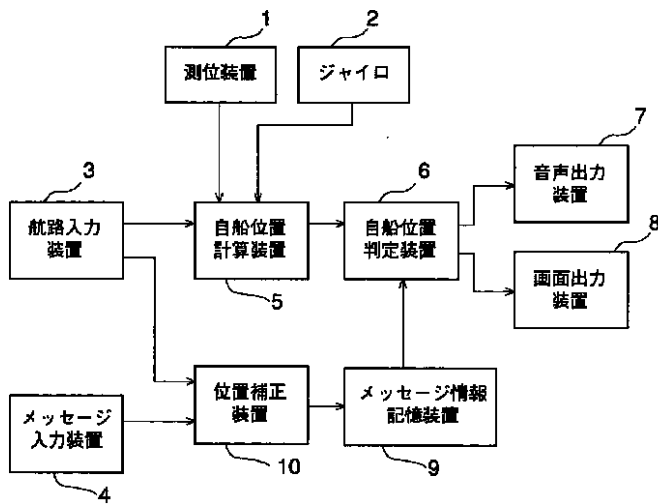 1
2
測位装置
ジャイロ
3
6
7
航路入力
装置
自船位置
計算装置
自船位置
判定装置
音声出力
装置
5
8
画面出力
装置
メッセージ
入力装置
位置補正
装置
メッセージ情報
記憶装置
4
10
9